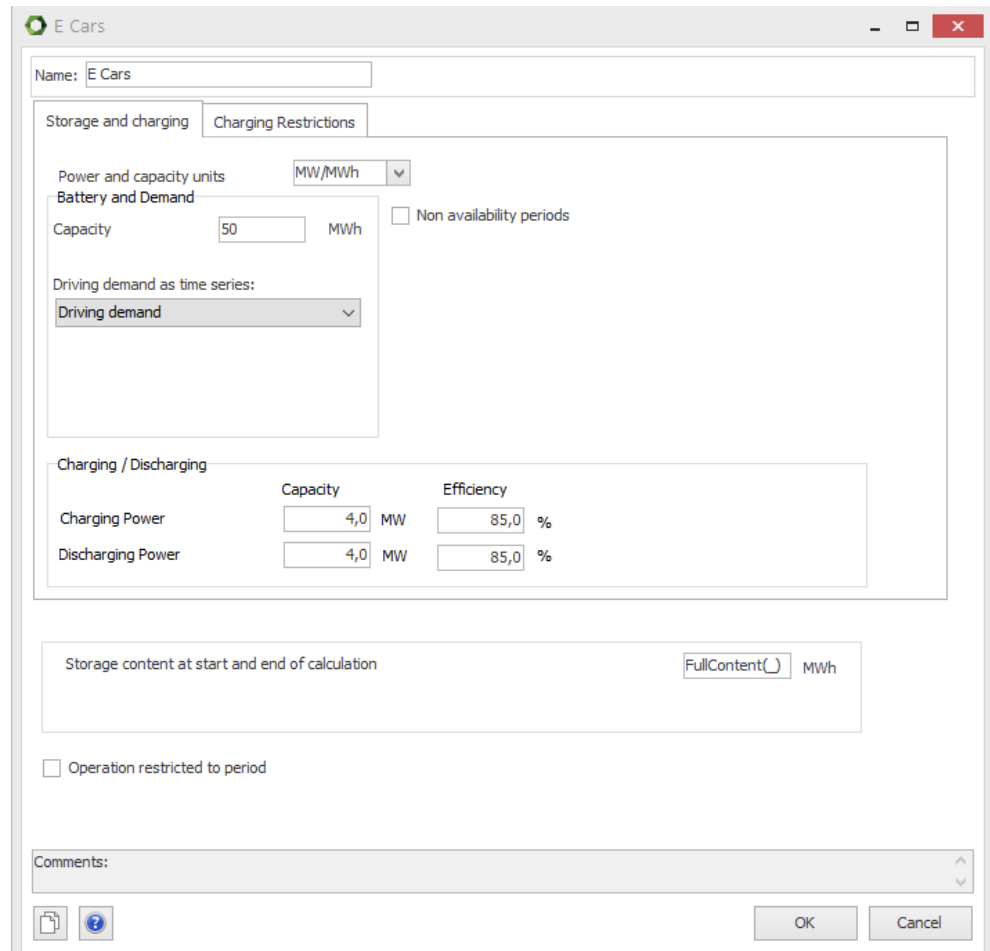 E Cars
Name: E Cars
Storage and charging Charging Restrictions
Power and capacity units MW/MWh
Battery and Demand
Non availability periods
Capacity 50 MWh
Driving demand as time series:
Driving demand
Charging / Discharging
Capacity Efficiency
Charging Power 4,0 MW 85,0 %
Discharging Power 4,0 MW 85,0 %
Storage content at start and end of calculation FullContent(_) MWh
Operation restricted to period
Comments:
OK Cancel